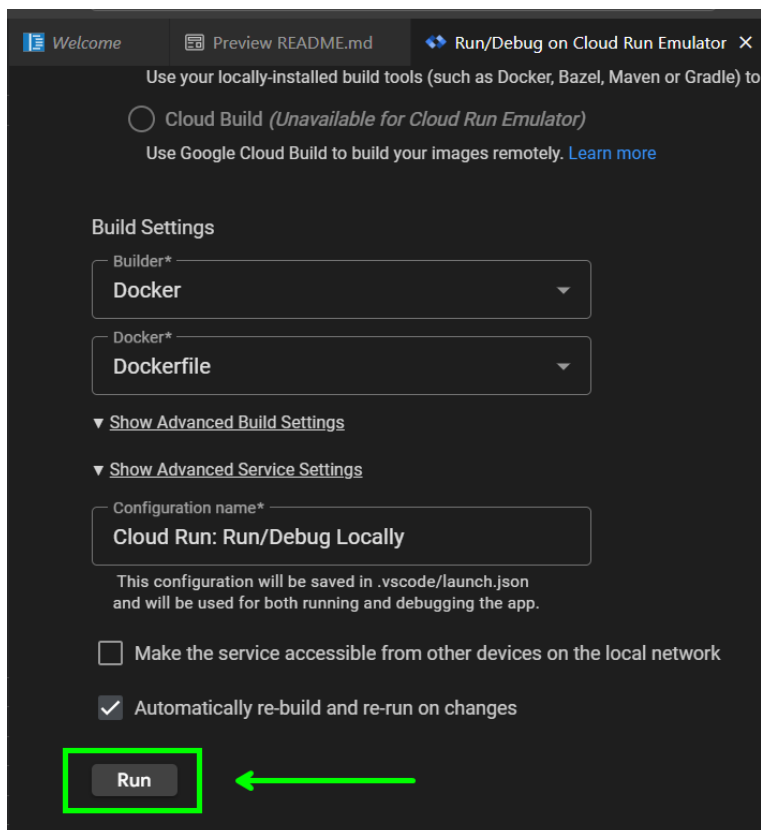 Welcome
Preview README.md
Run/Debug on Cloud Run Emulator
Use your locally-installed build tools (such as Docker, Bazel, Maven or Gradle) to
Cloud Build (Unavailable for Cloud Run Emulator)
Use Google Cloud Build to build your images remotely. Learn more
Build Settings
Builder*
Docker
Docker*
Dockerfile
▼ Show Advanced Build Settings
▼ Show Advanced Service Settings
Configuration name*
Cloud Run: Run/Debug Locally
This configuration will be saved in .vscode/launch.json
and will be used for both running and debugging the app.
Make the service accessible from other devices on the local network
Automatically re-build and re-run on changes
Run